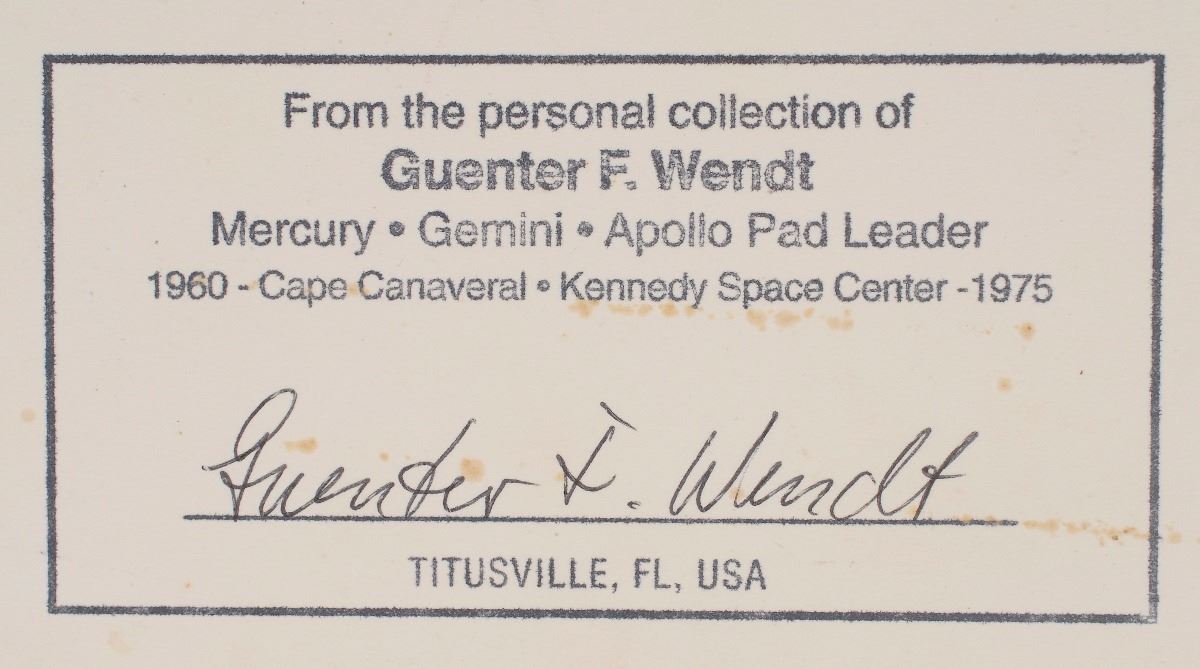 From the personal collection of
Guenter F. Wendt
Mercury • Gemini • Apollo Pad Leader
1960 - Cape Canaveral • Kennedy Space Center -1975
Guenter F. Wendt
TITUSVILLE, FL, USA